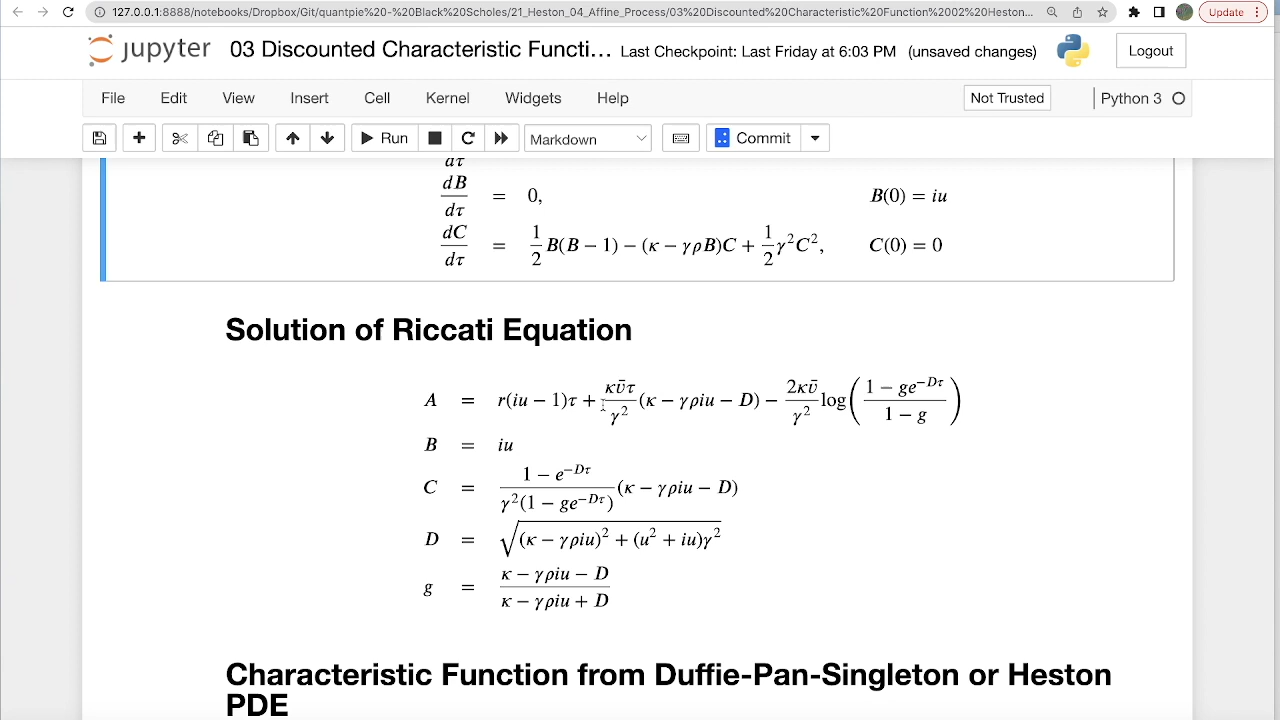 127.0.0.1:8888/notebooks/Dropbox/Git/quantpie%20-%20Black%20Scholes/21_Heston_04_Affine_Process/03%20Discounted%20Characteristic%20Function%2002%20Heston...
Update
jupyter 03 Discounted Characteristic Functi... Last Checkpoint: Last Friday at 6:03 PM (unsaved changes) Logout
File Edit View Insert Cell Kernel Widgets Help Not Trusted Python 3
Run Markdown Commit
dτ
dB/dτ = 0, B(0) = iu
dC/dτ = 1/2 B(B − 1) − (κ − γρB)C + 1/2 γ²C², C(0) = 0
Solution of Riccati Equation
A = r(iu − 1)τ + κv̄τ/γ² (κ − γρiu − D) − 2κv̄/γ² log((1 − ge^{−Dτ})/(1 − g))
B = iu
C = (1 − e^{−Dτ})/(γ²(1 − ge^{−Dτ})) (κ − γρiu − D)
D = √((κ − γρiu)² + (u² + iu)γ²)
g = (κ − γρiu − D)/(κ − γρiu + D)
Characteristic Function from Duffie-Pan-Singleton or Heston
PDE